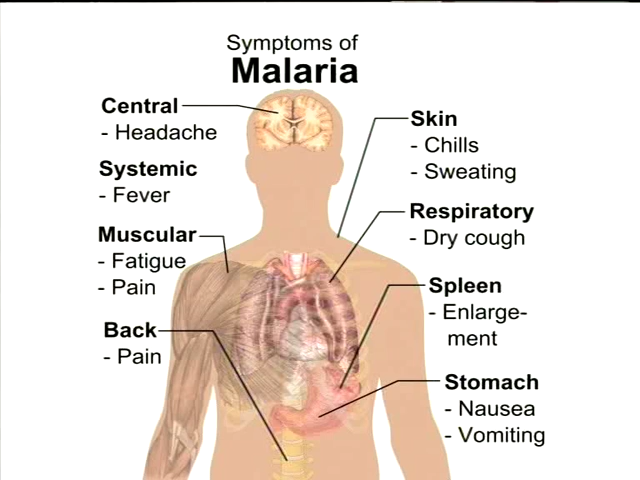 Symptoms of
Malaria
Central
- Headache
Systemic
- Fever
Muscular
- Fatigue
- Pain
Back
- Pain
Skin
- Chills
- Sweating
Respiratory
- Dry cough
Spleen
- Enlarge-
ment
Stomach
- Nausea
- Vomiting